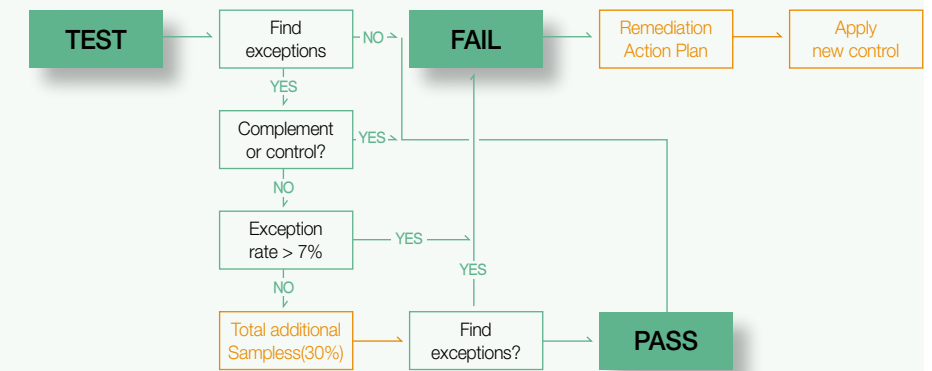 TEST
Find
exceptions
NO
FAIL
Remediation
Action Plan
Apply
new control
YES
Complement
or control?
YES
NO
Exception
rate > 7%
YES
YES
NO
Total additional
Sampless(30%)
Find
exceptions?
PASS